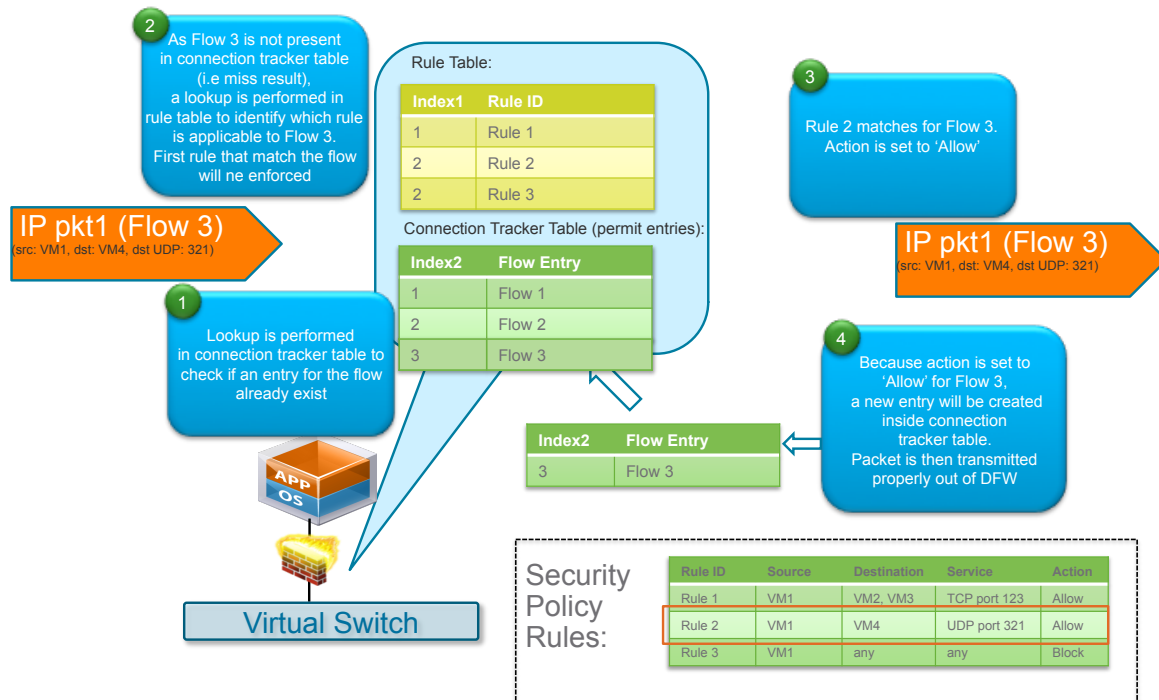 2
As Flow 3 is not present
in connection tracker table
(i.e miss result),
a lookup is performed in
rule table to identify which rule
is applicable to Flow 3.
First rule that match the flow
will ne enforced
IP pkt1 (Flow 3)
(src: VM1, dst: VM4, dst UDP: 321)
1
Lookup is performed
in connection tracker table to
check if an entry for the flow
already exist
Rule Table:
Index1 Rule ID
1 Rule 1
2 Rule 2
2 Rule 3
Connection Tracker Table (permit entries):
Index2 Flow Entry
1 Flow 1
2 Flow 2
3 Flow 3
3
Rule 2 matches for Flow 3.
Action is set to ‘Allow’
IP pkt1 (Flow 3)
(src: VM1, dst: VM4, dst UDP: 321)
4
Because action is set to
‘Allow’ for Flow 3,
a new entry will be created
inside connection
tracker table.
Packet is then transmitted
properly out of DFW
Index2 Flow Entry
3 Flow 3
APP
OS
Virtual Switch
Security
Policy
Rules:
Rule ID Source Destination Service Action
Rule 1 VM1 VM2, VM3 TCP port 123 Allow
Rule 2 VM1 VM4 UDP port 321 Allow
Rule 3 VM1 any any Block